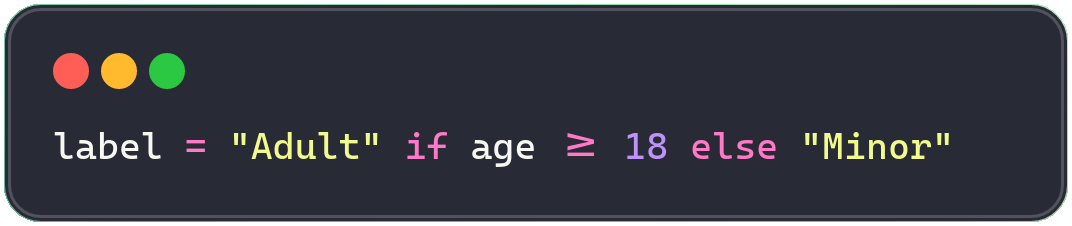 label = "Adult" if age ≥ 18 else "Minor"